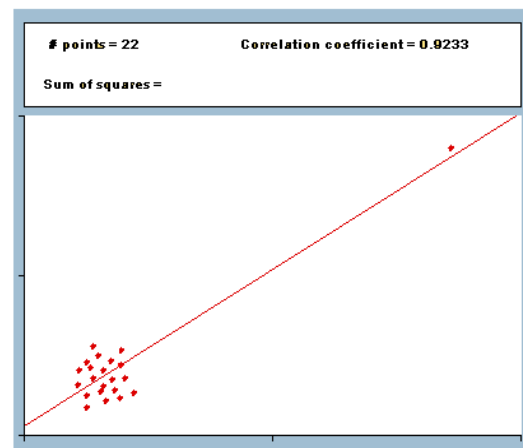 # points = 22 Correlation coefficient = 0.9233
Sum of squares =